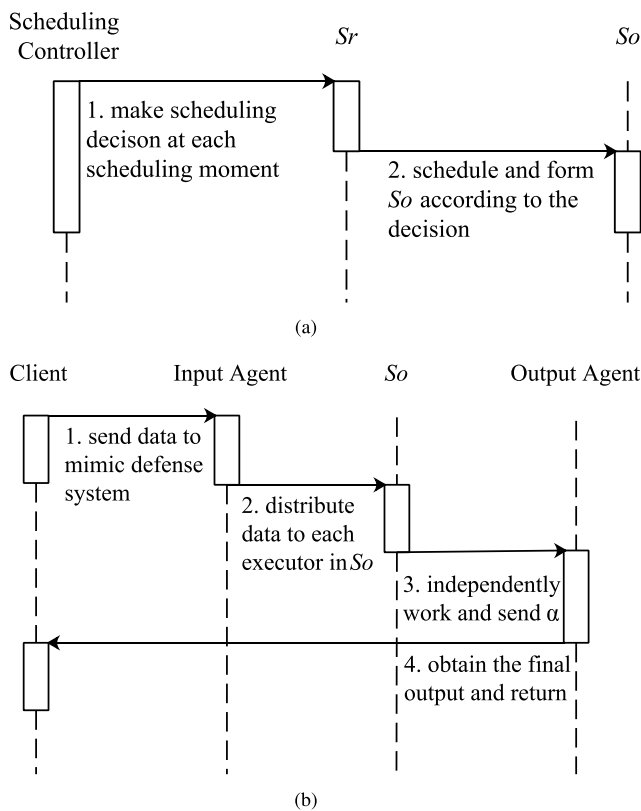 Scheduling
Controller
Sr
So
1. make scheduling
decison at each
scheduling moment
2. schedule and form
So according to the
decision
(a)
Client
Input Agent
So
Output Agent
1. send data to
mimic defense
system
2. distribute
data to each
executor in So
3. independently
work and send α
4. obtain the final
output and return
(b)